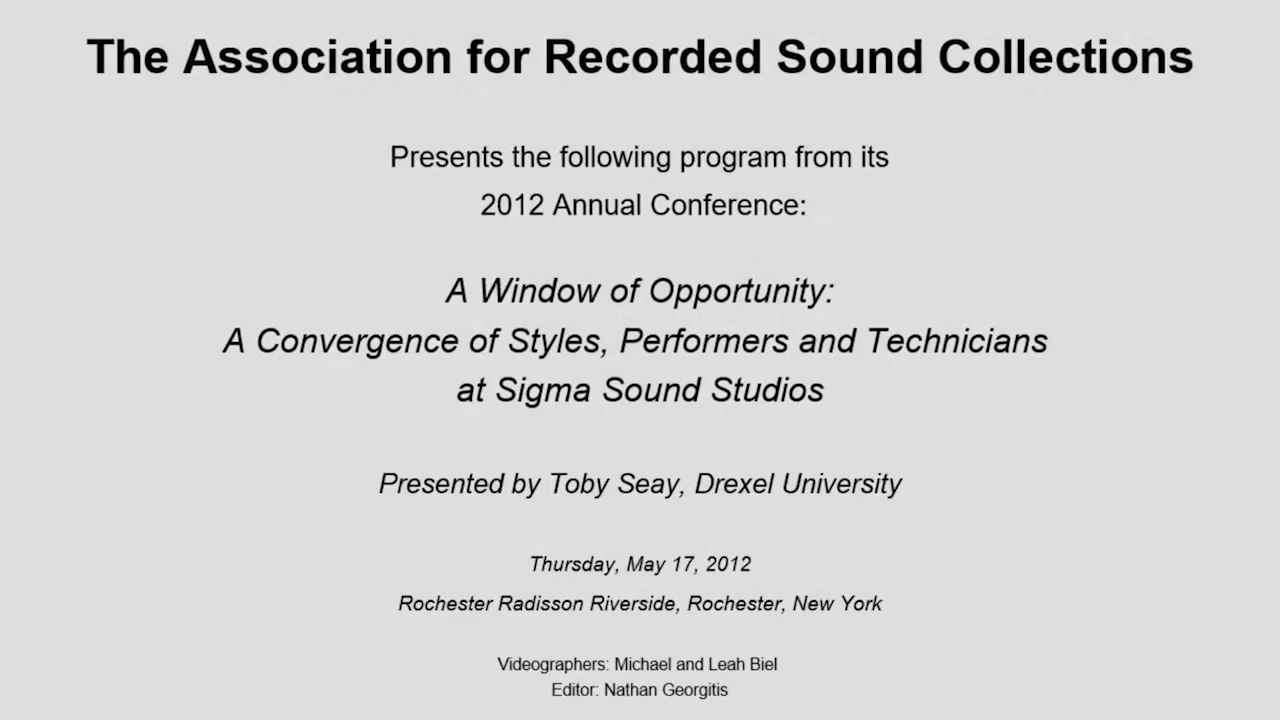 The Association for Recorded Sound Collections
Presents the following program from its
2012 Annual Conference:
A Window of Opportunity:
A Convergence of Styles, Performers and Technicians
at Sigma Sound Studios
Presented by Toby Seay, Drexel University
Thursday, May 17, 2012
Rochester Radisson Riverside, Rochester, New York
Videographers: Michael and Leah Biel
Editor: Nathan Georgitis